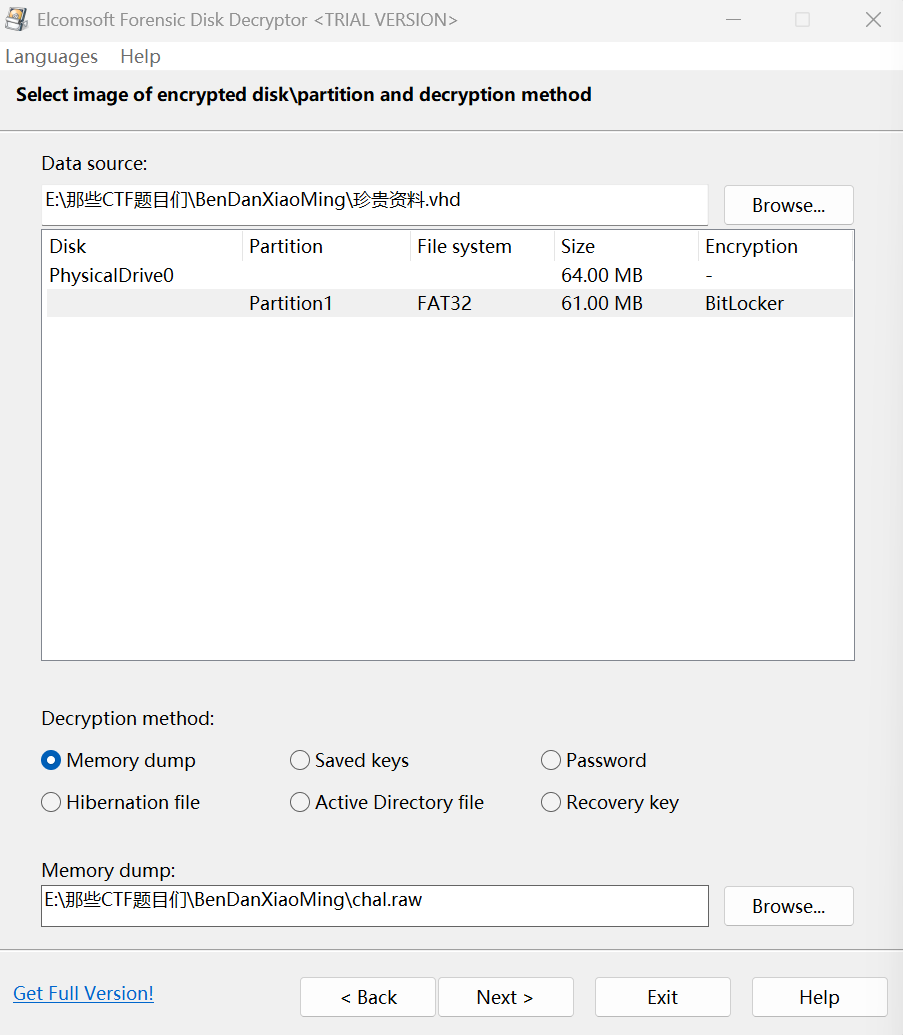 Elcomsoft Forensic Disk Decryptor <TRIAL VERSION>
Languages Help
Select image of encrypted disk\partition and decryption method
Data source:
E:\那些CTF题目们\BenDanXiaoMing\珍贵资料.vhd
Browse...
Disk Partition File system Size Encryption
PhysicalDrive0 64.00 MB -
Partition1 FAT32 61.00 MB BitLocker
Decryption method:
Memory dump Saved keys Password
Hibernation file Active Directory file Recovery key
Memory dump:
E:\那些CTF题目们\BenDanXiaoMing\chal.raw
Browse...
Get Full Version! < Back Next > Exit Help